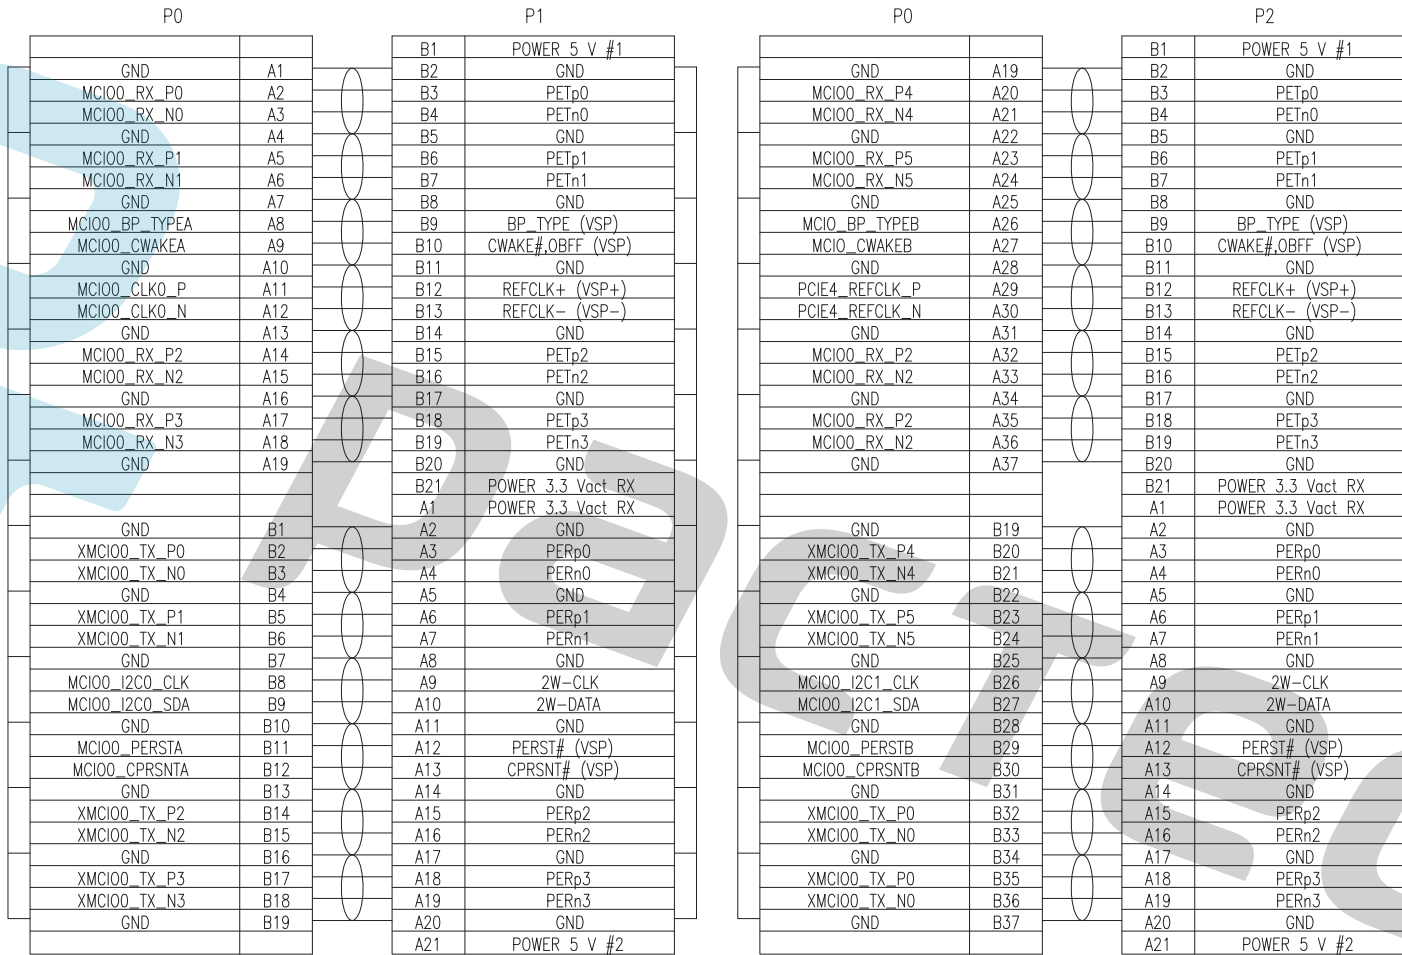 P0 P1 P0 P2
B1 POWER 5 V #1 B1 POWER 5 V #1
GND A1 B2 GND GND A19 B2 GND
MCIO0_RX_P0 A2 B3 PETp0 MCIO0_RX_P4 A20 B3 PETp0
MCIO0_RX_N0 A3 B4 PETn0 MCIO0_RX_N4 A21 B4 PETn0
GND A4 B5 GND GND A22 B5 GND
MCIO0_RX_P1 A5 B6 PETp1 MCIO0_RX_P5 A23 B6 PETp1
MCIO0_RX_N1 A6 B7 PETn1 MCIO0_RX_N5 A24 B7 PETn1
GND A7 B8 GND GND A25 B8 GND
MCIO0_BP_TYPEA A8 B9 BP_TYPE (VSP) MCIO_BP_TYPEB A26 B9 BP_TYPE (VSP)
MCIO0_CWAKEA A9 B10 CWAKE#,OBFF (VSP) MCIO_CWAKEB A27 B10 CWAKE#,OBFF (VSP)
GND A10 B11 GND GND A28 B11 GND
MCIO0_CLK0_P A11 B12 REFCLK+ (VSP+) PCIE4_REFCLK_P A29 B12 REFCLK+ (VSP+)
MCIO0_CLK0_N A12 B13 REFCLK- (VSP-) PCIE4_REFCLK_N A30 B13 REFCLK- (VSP-)
GND A13 B14 GND GND A31 B14 GND
MCIO0_RX_P2 A14 B15 PETp2 MCIO0_RX_P2 A32 B15 PETp2
MCIO0_RX_N2 A15 B16 PETn2 MCIO0_RX_N2 A33 B16 PETn2
GND A16 B17 GND GND A34 B17 GND
MCIO0_RX_P3 A17 B18 PETp3 MCIO0_RX_P2 A35 B18 PETp3
MCIO0_RX_N3 A18 B19 PETn3 MCIO0_RX_N2 A36 B19 PETn3
GND A19 B20 GND GND A37 B20 GND
B21 POWER 3.3 Vact RX B21 POWER 3.3 Vact RX
A1 POWER 3.3 Vact RX A1 POWER 3.3 Vact RX
GND B1 A2 GND GND B19 A2 GND
XMCIO0_TX_P0 B2 A3 PERp0 XMCIO0_TX_P4 B20 A3 PERp0
XMCIO0_TX_N0 B3 A4 PERn0 XMCIO0_TX_N4 B21 A4 PERn0
GND B4 A5 GND GND B22 A5 GND
XMCIO0_TX_P1 B5 A6 PERp1 XMCIO0_TX_P5 B23 A6 PERp1
XMCIO0_TX_N1 B6 A7 PERn1 XMCIO0_TX_N5 B24 A7 PERn1
GND B7 A8 GND GND B25 A8 GND
MCIO0_I2C0_CLK B8 A9 2W-CLK MCIO0_I2C1_CLK B26 A9 2W-CLK
MCIO0_I2C0_SDA B9 A10 2W-DATA MCIO0_I2C1_SDA B27 A10 2W-DATA
GND B10 A11 GND GND B28 A11 GND
MCIO0_PERSTA B11 A12 PERST# (VSP) MCIO0_PERSTB B29 A12 PERST# (VSP)
MCIO0_CPRSNTA B12 A13 CPRSNT# (VSP) MCIO0_CPRSNTB B30 A13 CPRSNT# (VSP)
GND B13 A14 GND GND B31 A14 GND
XMCIO0_TX_P2 B14 A15 PERp2 XMCIO0_TX_P0 B32 A15 PERp2
XMCIO0_TX_N2 B15 A16 PERn2 XMCIO0_TX_N0 B33 A16 PERn2
GND B16 A17 GND GND B34 A17 GND
XMCIO0_TX_P3 B17 A18 PERp3 XMCIO0_TX_P0 B35 A18 PERp3
XMCIO0_TX_N3 B18 A19 PERn3 XMCIO0_TX_N0 B36 A19 PERn3
GND B19 A20 GND GND B37 A20 GND
A21 POWER 5 V #2 A21 POWER 5 V #2
Pactec